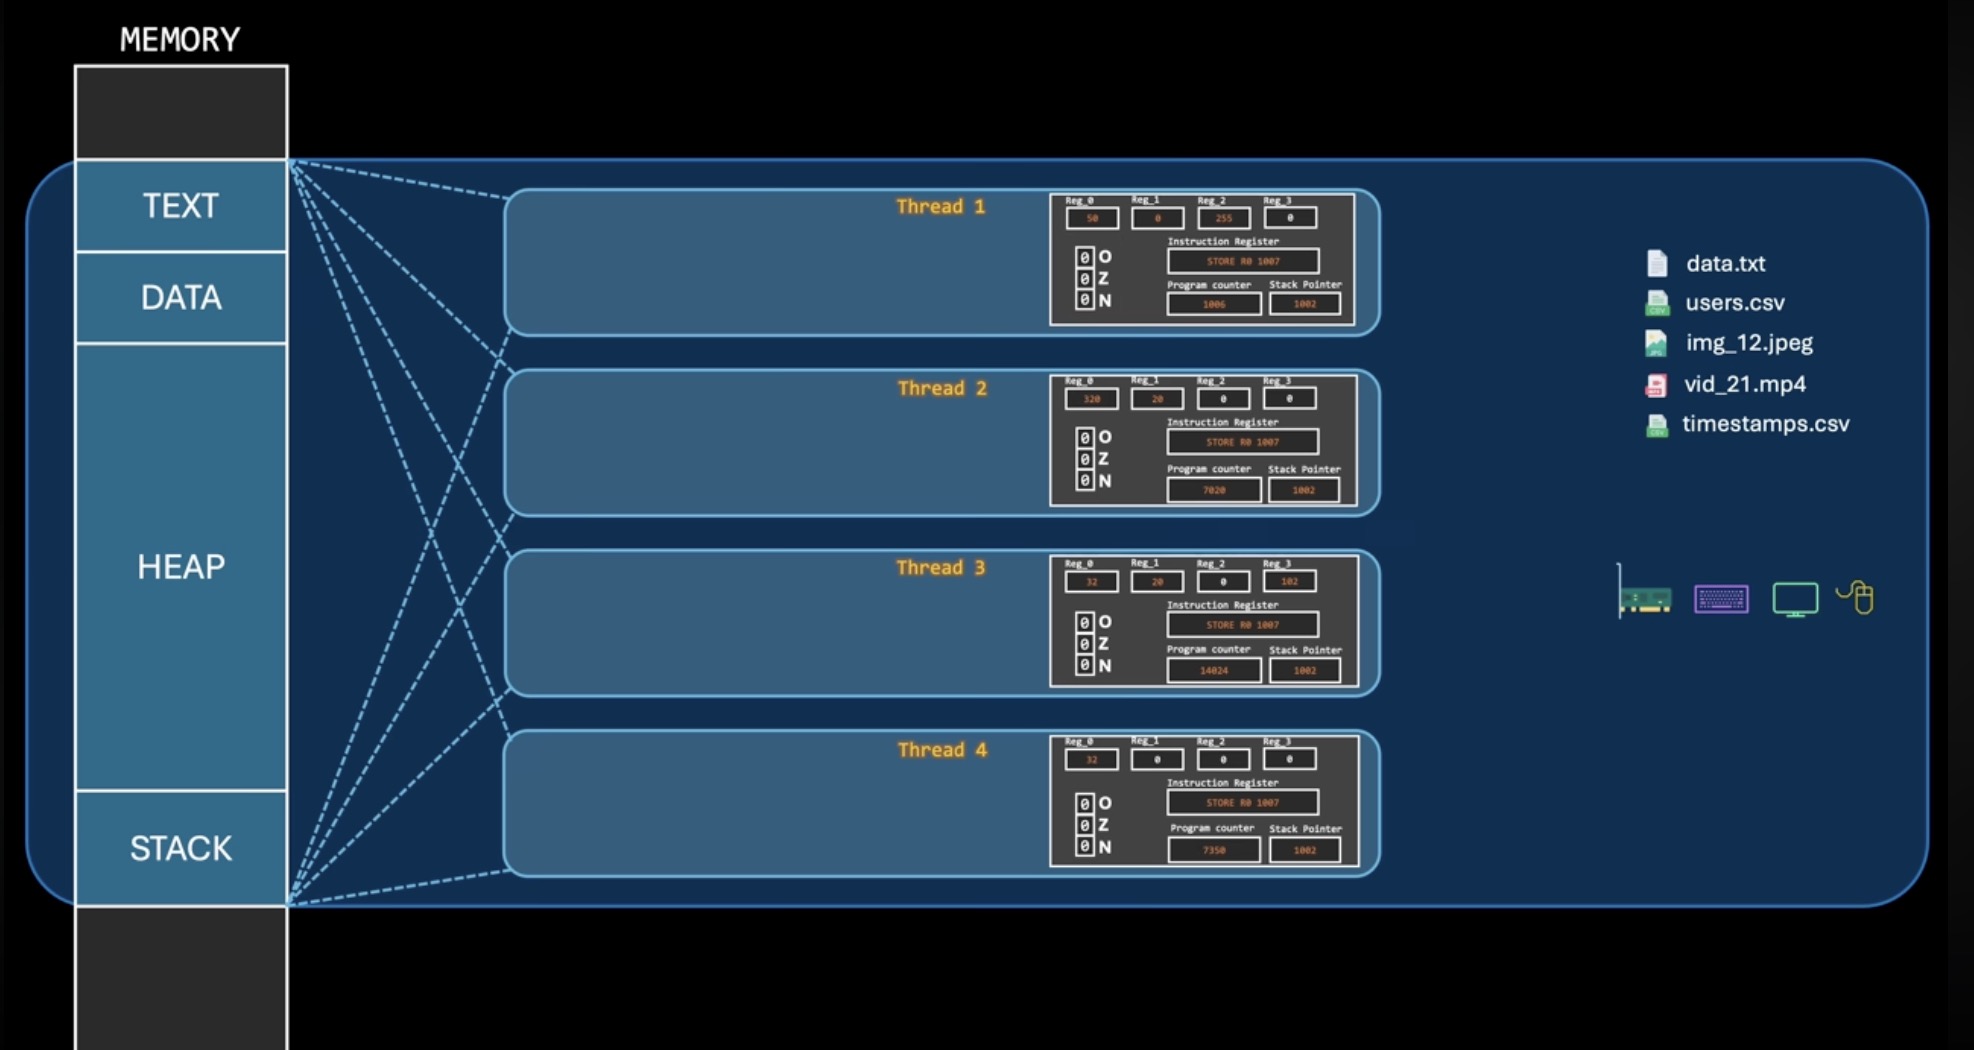 MEMORY
TEXT
DATA
HEAP
STACK
Thread 1
Reg_0 Reg_1 Reg_2 Reg_3
50 0 255 0
Instruction Register
0 O
STORE R0 1007
0 Z
Program counter Stack Pointer
0 N
1006 1002
Thread 2
Reg_0 Reg_1 Reg_2 Reg_3
320 20 0 0
Instruction Register
0 O
STORE R0 1007
0 Z
Program counter Stack Pointer
0 N
7020 1002
Thread 3
Reg_0 Reg_1 Reg_2 Reg_3
32 20 0 102
Instruction Register
0 O
STORE R0 1007
0 Z
Program counter Stack Pointer
0 N
14024 1002
Thread 4
Reg_0 Reg_1 Reg_2 Reg_3
32 0 0 0
Instruction Register
0 O
STORE R0 1007
0 Z
Program counter Stack Pointer
0 N
7350 1002
data.txt
CSV users.csv
JPG img_12.jpeg
vid_21.mp4
CSV timestamps.csv